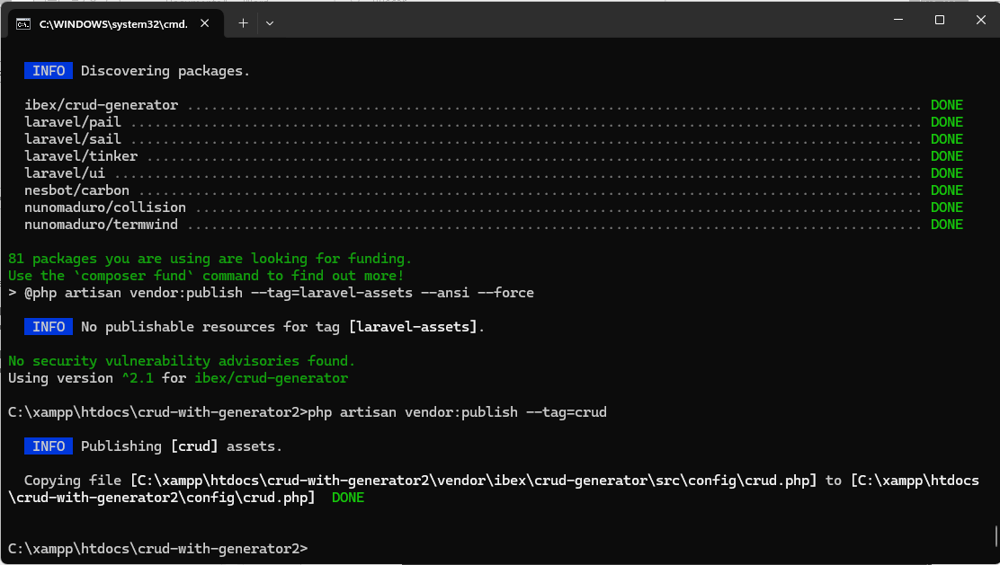 C:\WINDOWS\system32\cmd.
INFO Discovering packages.
ibex/crud-generator ........................................................................................... DONE
laravel/pail .................................................................................................. DONE
laravel/sail .................................................................................................. DONE
laravel/tinker ................................................................................................ DONE
laravel/ui .................................................................................................... DONE
nesbot/carbon ................................................................................................. DONE
nunomaduro/collision .......................................................................................... DONE
nunomaduro/termwind ........................................................................................... DONE
81 packages you are using are looking for funding.
Use the `composer fund` command to find out more!
> @php artisan vendor:publish --tag=laravel-assets --ansi --force
INFO No publishable resources for tag [laravel-assets].
No security vulnerability advisories found.
Using version ^2.1 for ibex/crud-generator
C:\xampp\htdocs\crud-with-generator2>php artisan vendor:publish --tag=crud
INFO Publishing [crud] assets.
Copying file [C:\xampp\htdocs\crud-with-generator2\vendor\ibex\crud-generator\src\config\crud.php] to [C:\xampp\htdocs
\crud-with-generator2\config\crud.php] DONE
C:\xampp\htdocs\crud-with-generator2>